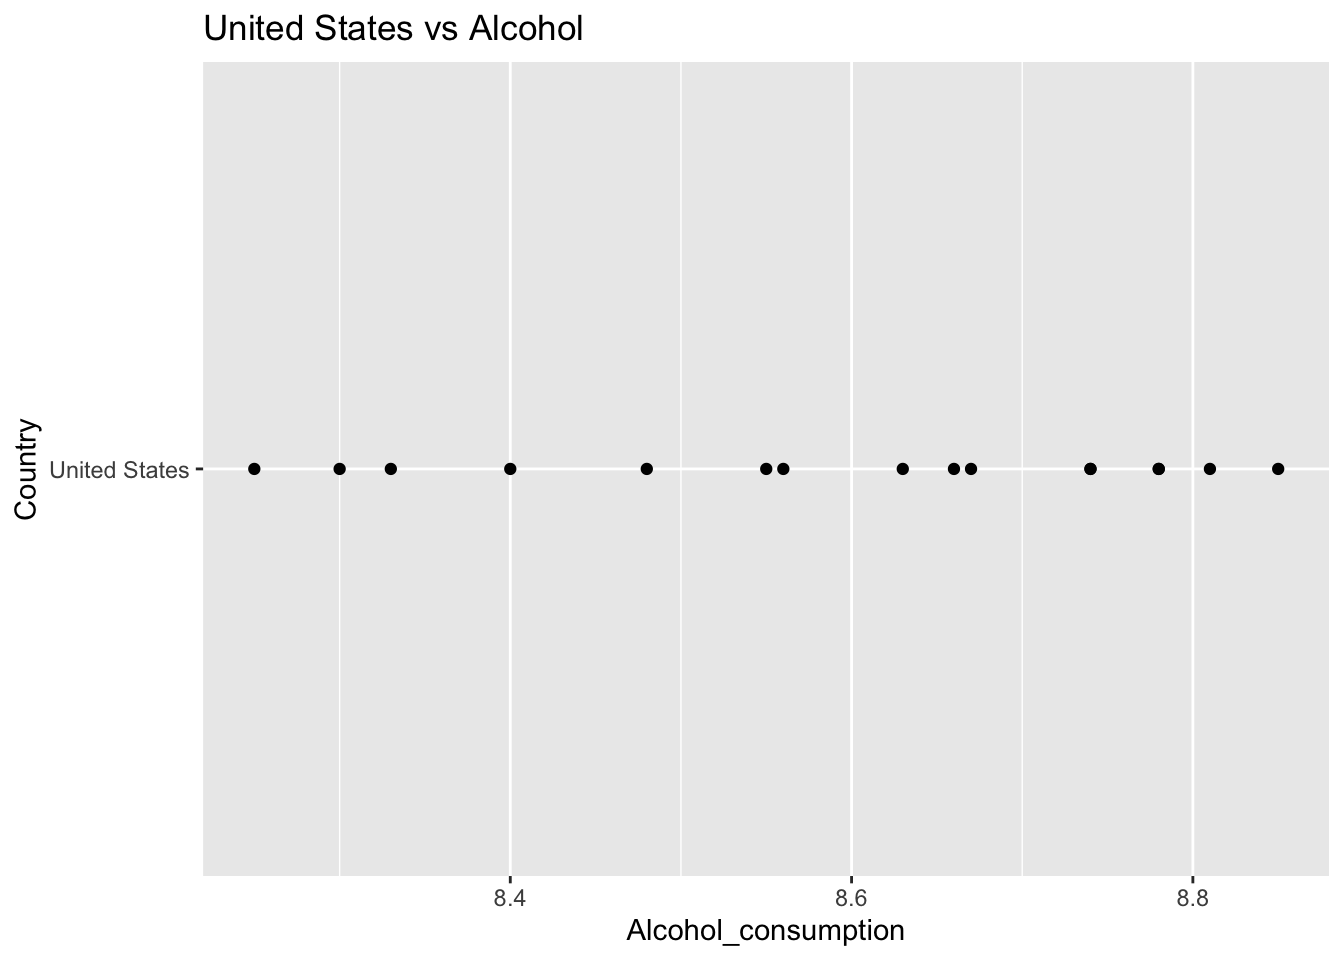 United States vs Alcohol
Country
United States
8.4
8.6
8.8
Alcohol_consumption